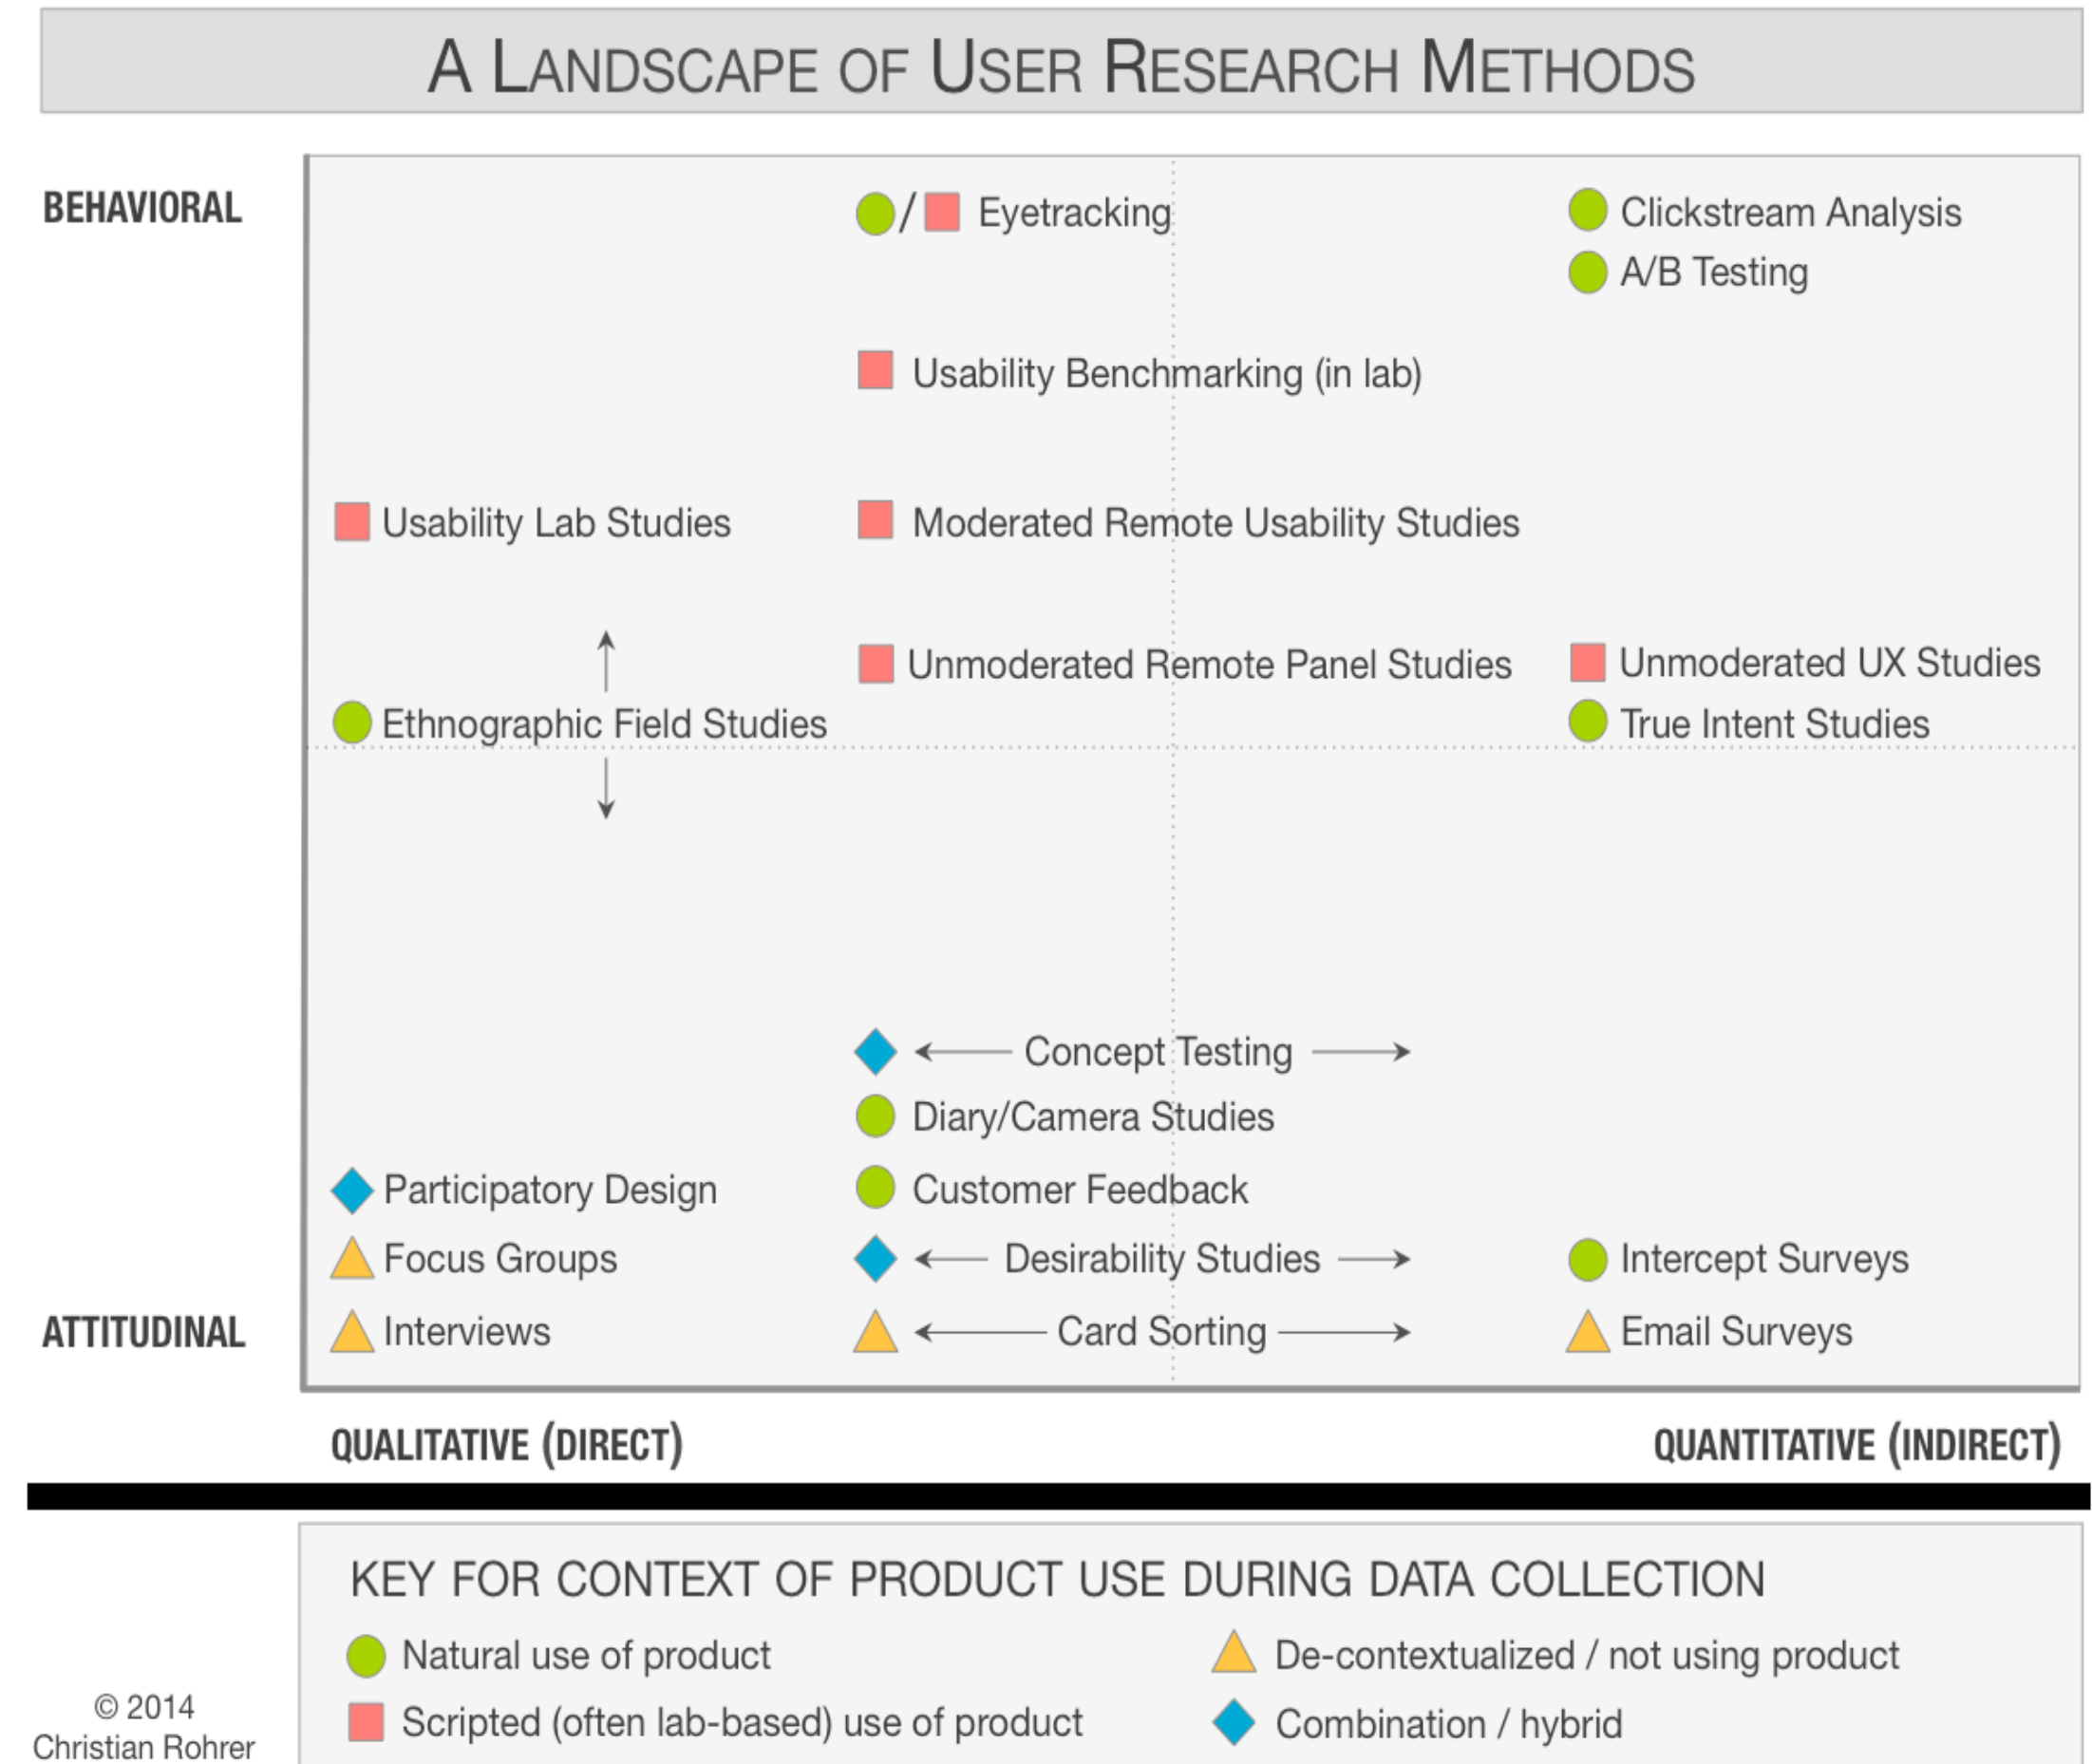 A LANDSCAPE OF USER RESEARCH METHODS
BEHAVIORAL
/ Eyetracking
Clickstream Analysis
A/B Testing
Usability Benchmarking (in lab)
Usability Lab Studies
Moderated Remote Usability Studies
Unmoderated Remote Panel Studies
Unmoderated UX Studies
Ethnographic Field Studies
True Intent Studies
Concept Testing
Diary/Camera Studies
Participatory Design
Customer Feedback
Focus Groups
Desirability Studies
Intercept Surveys
ATTITUDINAL
Interviews
Card Sorting
Email Surveys
QUALITATIVE (DIRECT)
QUANTITATIVE (INDIRECT)
KEY FOR CONTEXT OF PRODUCT USE DURING DATA COLLECTION
Natural use of product
De-contextualized / not using product
Scripted (often lab-based) use of product
Combination / hybrid
© 2014
Christian Rohrer